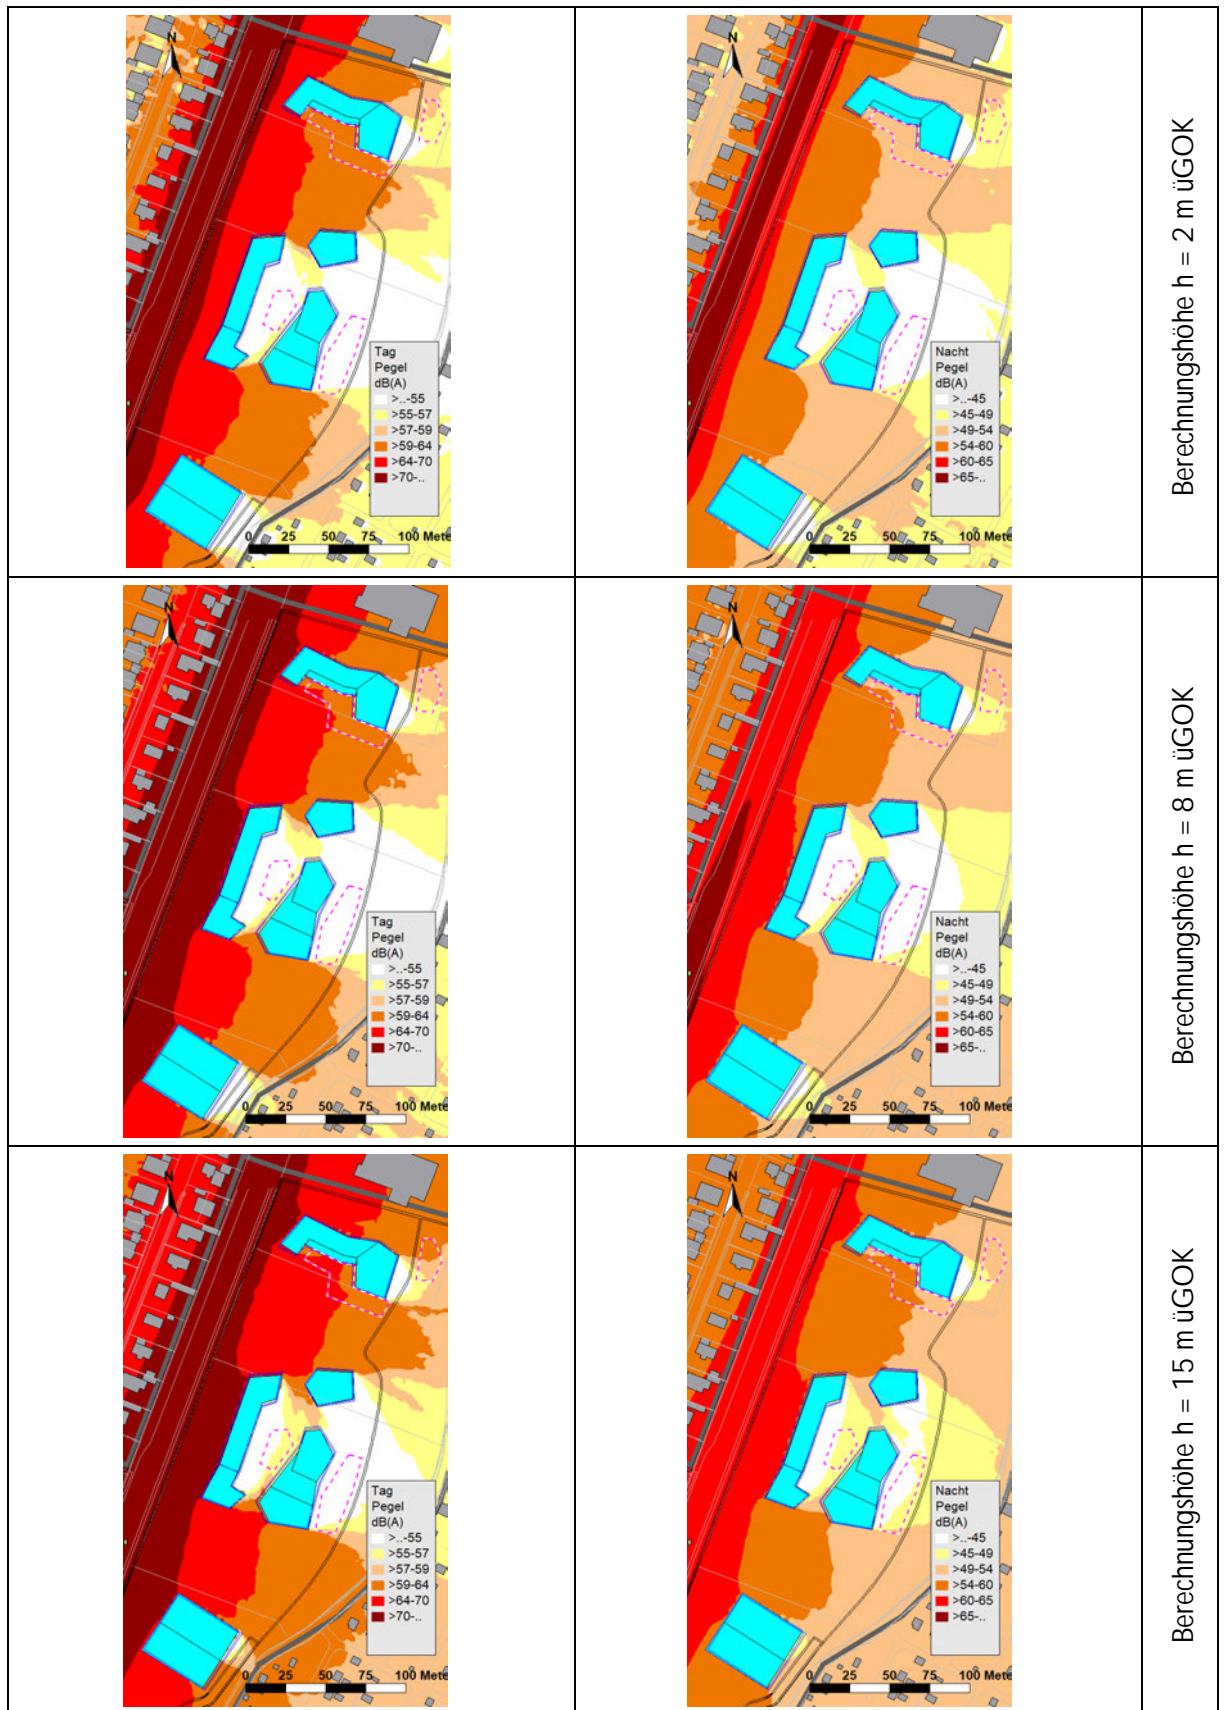 N
Tag
Pegel
dB(A)
>..-55
>55-57
>57-59
>59-64
>64-70
>70-..
0 25 50 75 100 Mete
N
Nacht
Pegel
dB(A)
>..-45
>45-49
>49-54
>54-60
>60-65
>65-..
0 25 50 75 100 Mete
Berechnungshöhe h = 2 m üGOK
N
Tag
Pegel
dB(A)
>..-55
>55-57
>57-59
>59-64
>64-70
>70-..
0 25 50 75 100 Mete
N
Nacht
Pegel
dB(A)
>..-45
>45-49
>49-54
>54-60
>60-65
>65-..
0 25 50 75 100 Mete
Berechnungshöhe h = 8 m üGOK
N
Tag
Pegel
dB(A)
>..-55
>55-57
>57-59
>59-64
>64-70
>70-..
0 25 50 75 100 Mete
N
Nacht
Pegel
dB(A)
>..-45
>45-49
>49-54
>54-60
>60-65
>65-..
0 25 50 75 100 Mete
Berechnungshöhe h = 15 m üGOK